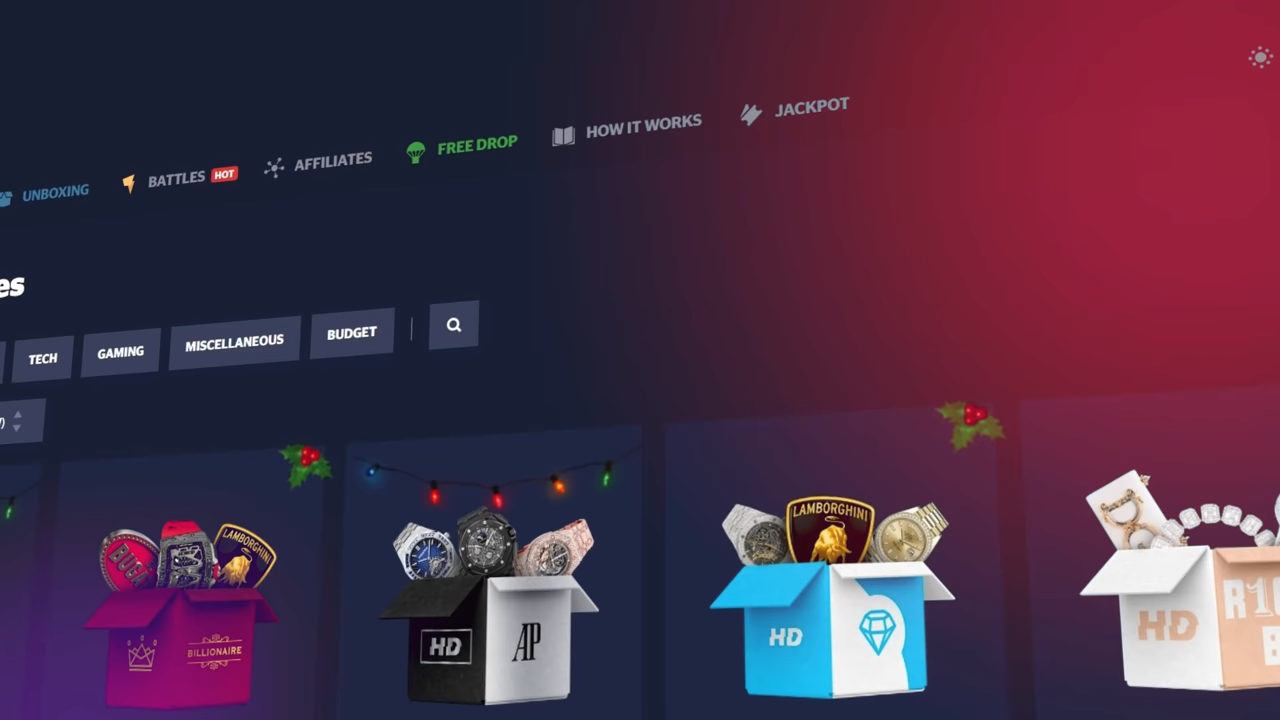 UNBOXING
BATTLES HOT
AFFILIATES
FREE DROP
HOW IT WORKS
JACKPOT
es
TECH
GAMING
MISCELLANEOUS
BUDGET
LAMBORGHINI
BILLIONAIRE
HD
AP
LAMBORGHINI
HD
HD